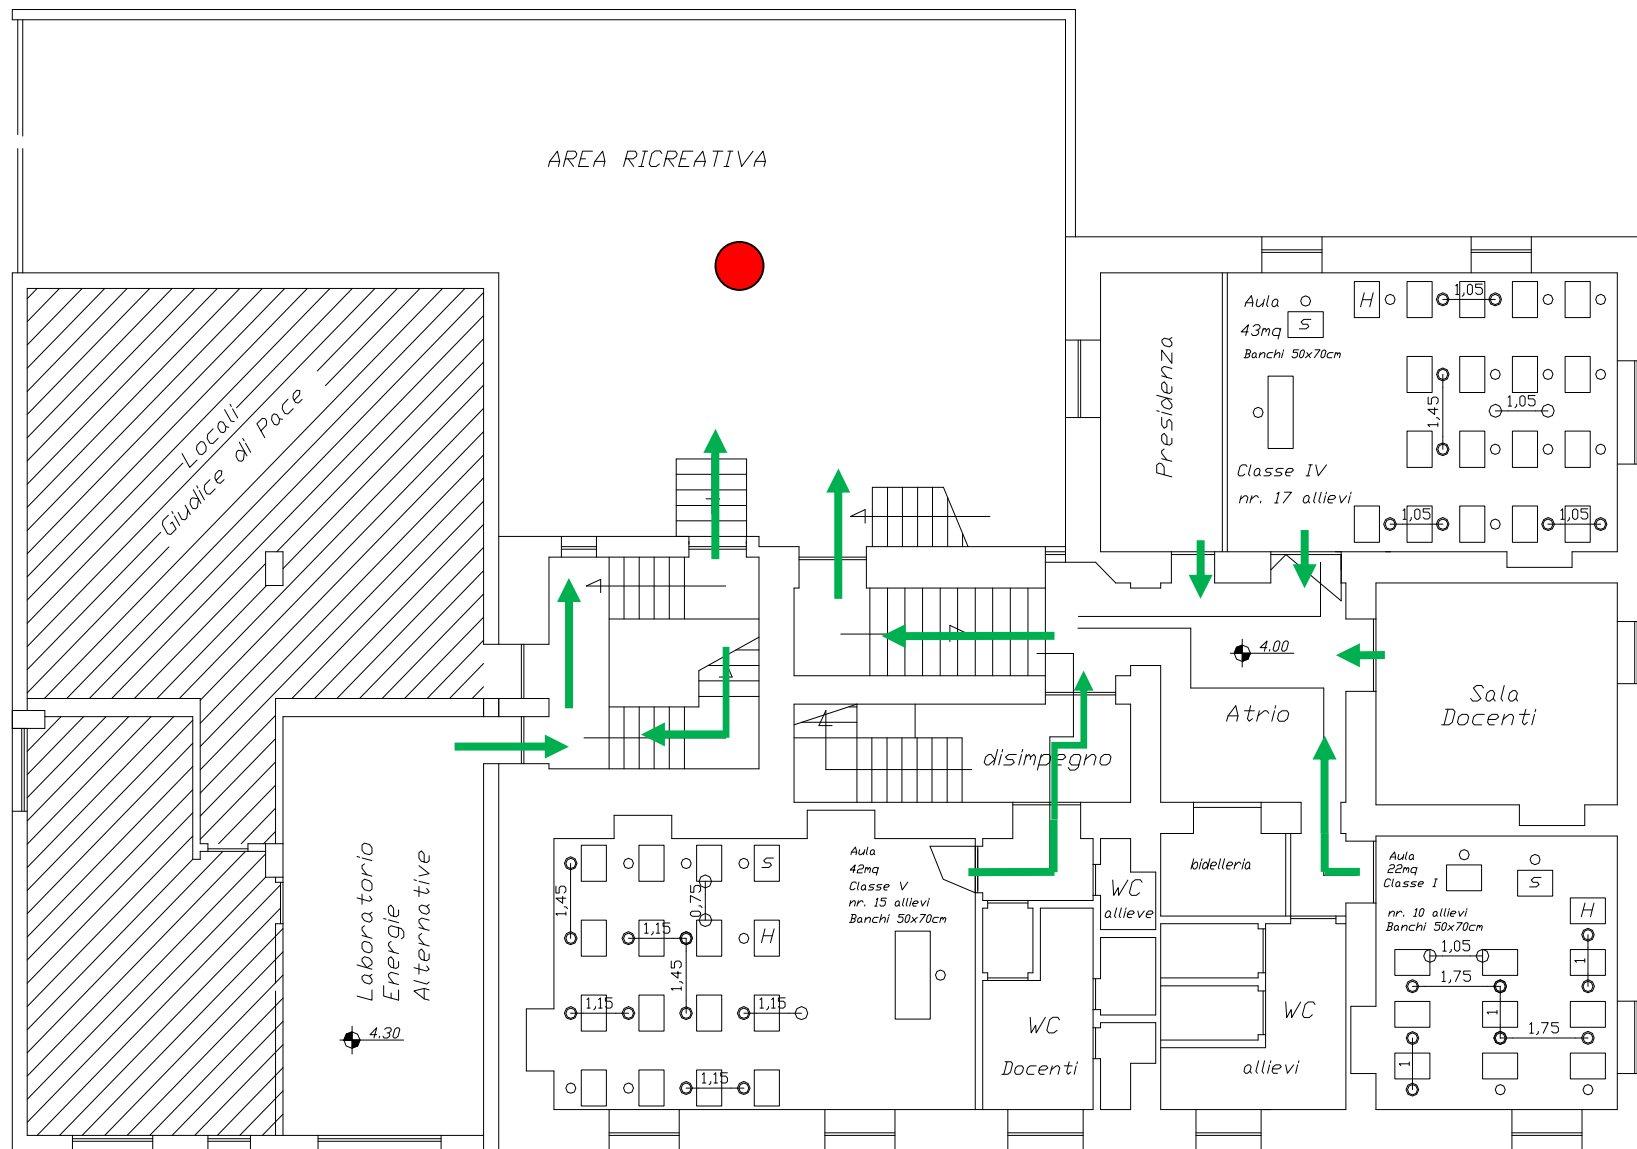 AREA RICREATIVA
Locali
Giudice di Pace
Presidenza
Aula
43mq
S
Banchi 50x70cm
H
1,05
1,45
1,05
Classe IV
nr. 17 allievi
1,05
1,05
4.00
Atrio
Sala
Docenti
disimpegno
Laboratorio
Energie
Alternative
4.30
S
1,45
0,75
1,15
H
1,45
1,15
1,15
1,15
Aula
42mq
Classe V
nr. 15 allievi
Banchi 50x70cm
WC
allieve
WC
Docenti
bidelleria
WC
allievi
Aula
22mq
Classe I
S
nr. 10 allievi
Banchi 50x70cm
H
1,05
1
1,75
1
1,75
1